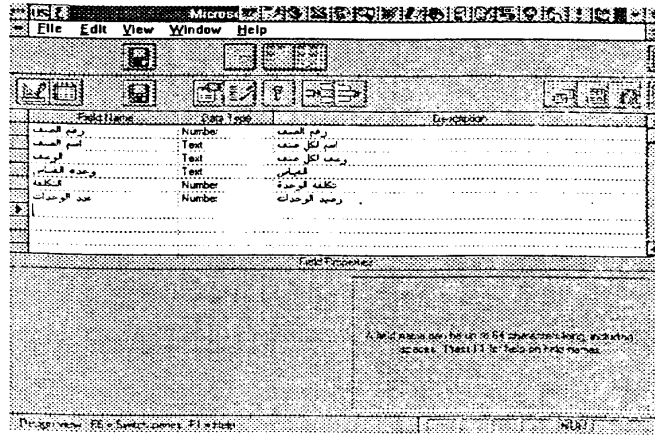 Microsof
File Edit View Window Help
Field Name Data Type Description
رقم الصنف Number رقم الصنف
اسم الصنف Text اسم لكل صنف
الوصف Text وصف لكل صنف
وحدة القياس Text القياس
التكلفة Number تكلفة الوحدة
عدد الوحدات Number رصيد الوحدات
Field Properties
A field name can be up to 64 characters long, including
spaces. Press F1 for help on field names.
Design view. F6 = Switch panes. F1 = Help. NUM